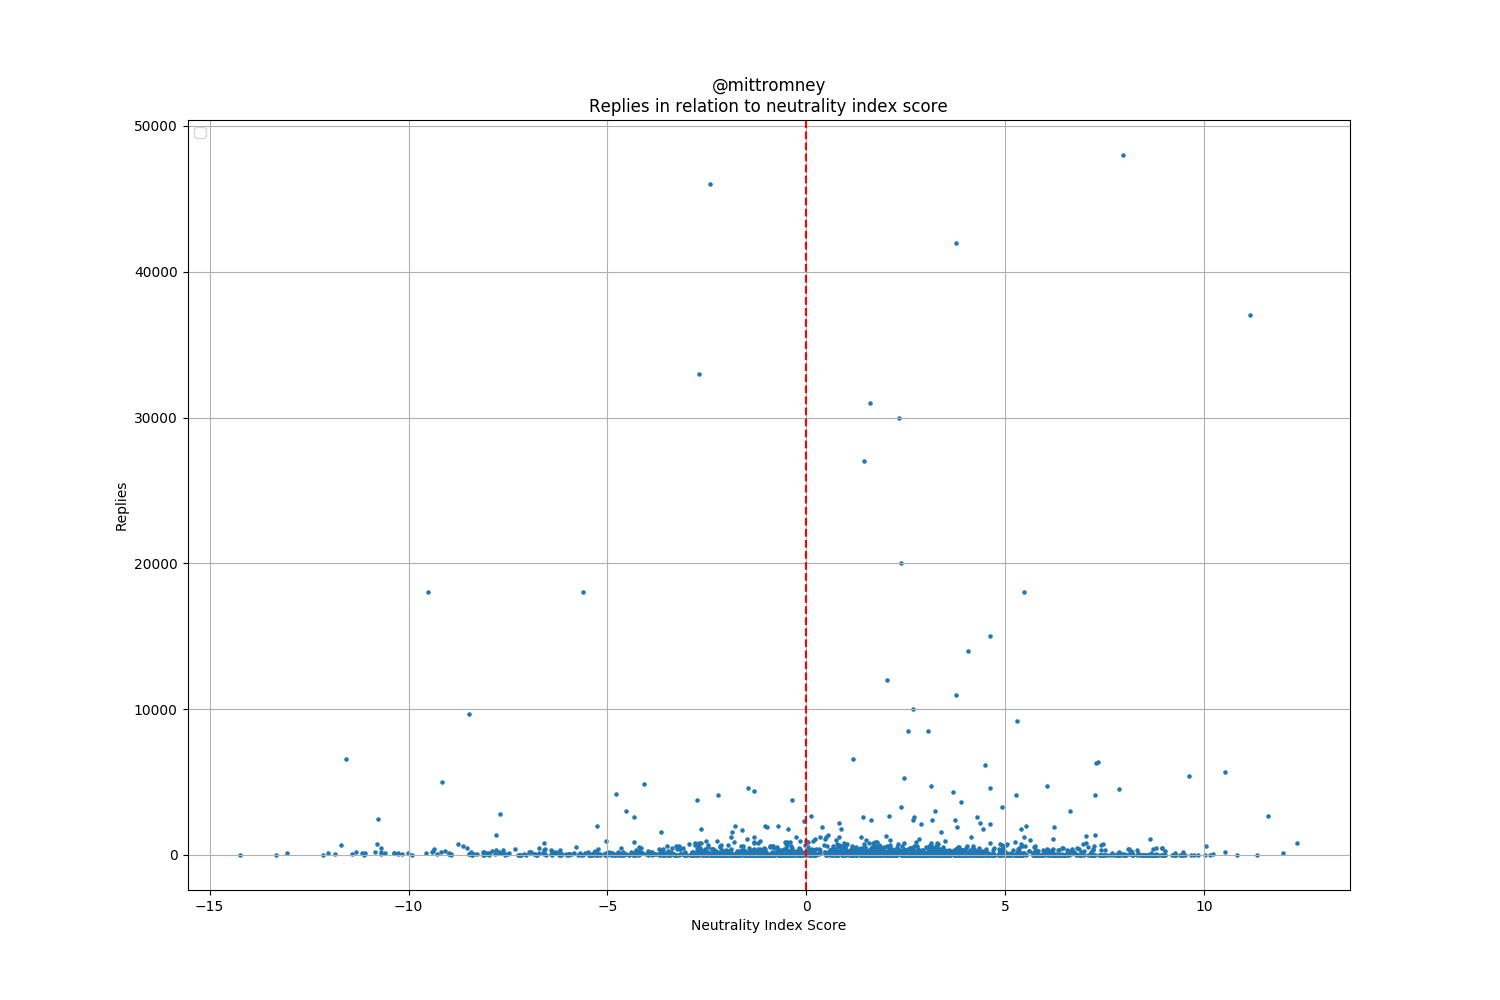 @mittromney
Replies in relation to neutrality index score
50000
40000
30000
20000
10000
0
Replies
−15 −10 −5 0 5 10
Neutrality Index Score